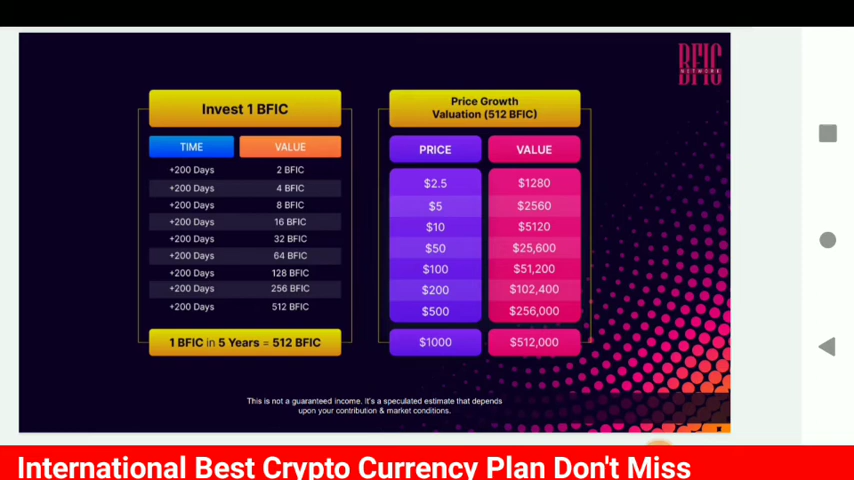 BFIC
NETWORK
Invest 1 BFIC
TIME VALUE
+200 Days 2 BFIC
+200 Days 4 BFIC
+200 Days 8 BFIC
+200 Days 16 BFIC
+200 Days 32 BFIC
+200 Days 64 BFIC
+200 Days 128 BFIC
+200 Days 256 BFIC
+200 Days 512 BFIC
1 BFIC in 5 Years = 512 BFIC
Price Growth
Valuation (512 BFIC)
PRICE VALUE
$2.5 $1280
$5 $2560
$10 $5120
$50 $25,600
$100 $51,200
$200 $102,400
$500 $256,000
$1000 $512,000
This is not a guaranteed income. It's a speculated estimate that depends
upon your contribution & market conditions.
International Best Crypto Currency Plan Don't Miss